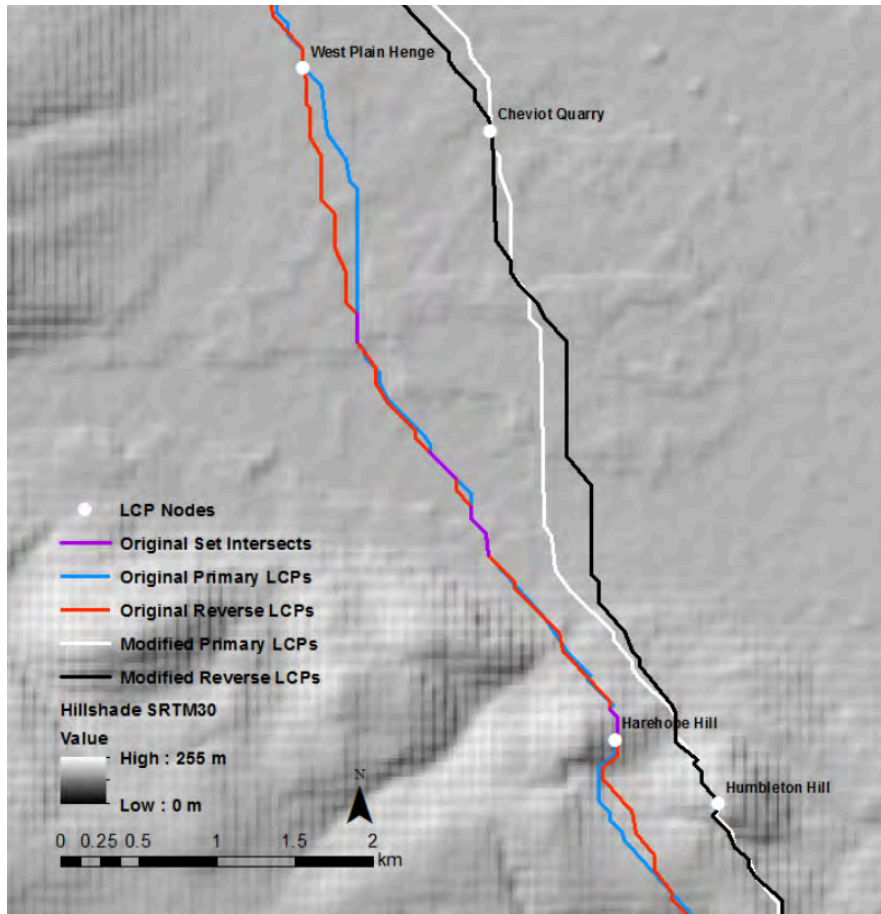 West Plain Henge
Cheviot Quarry
LCP Nodes
Original Set Intersects
Original Primary LCPs
Original Reverse LCPs
Modified Primary LCPs
Modified Reverse LCPs
Hillshade SRTM30
Value
High : 255 m
Low : 0 m
Harehope Hill
Humbleton Hill
N
0 0.25 0.5 1 1.5 2
km